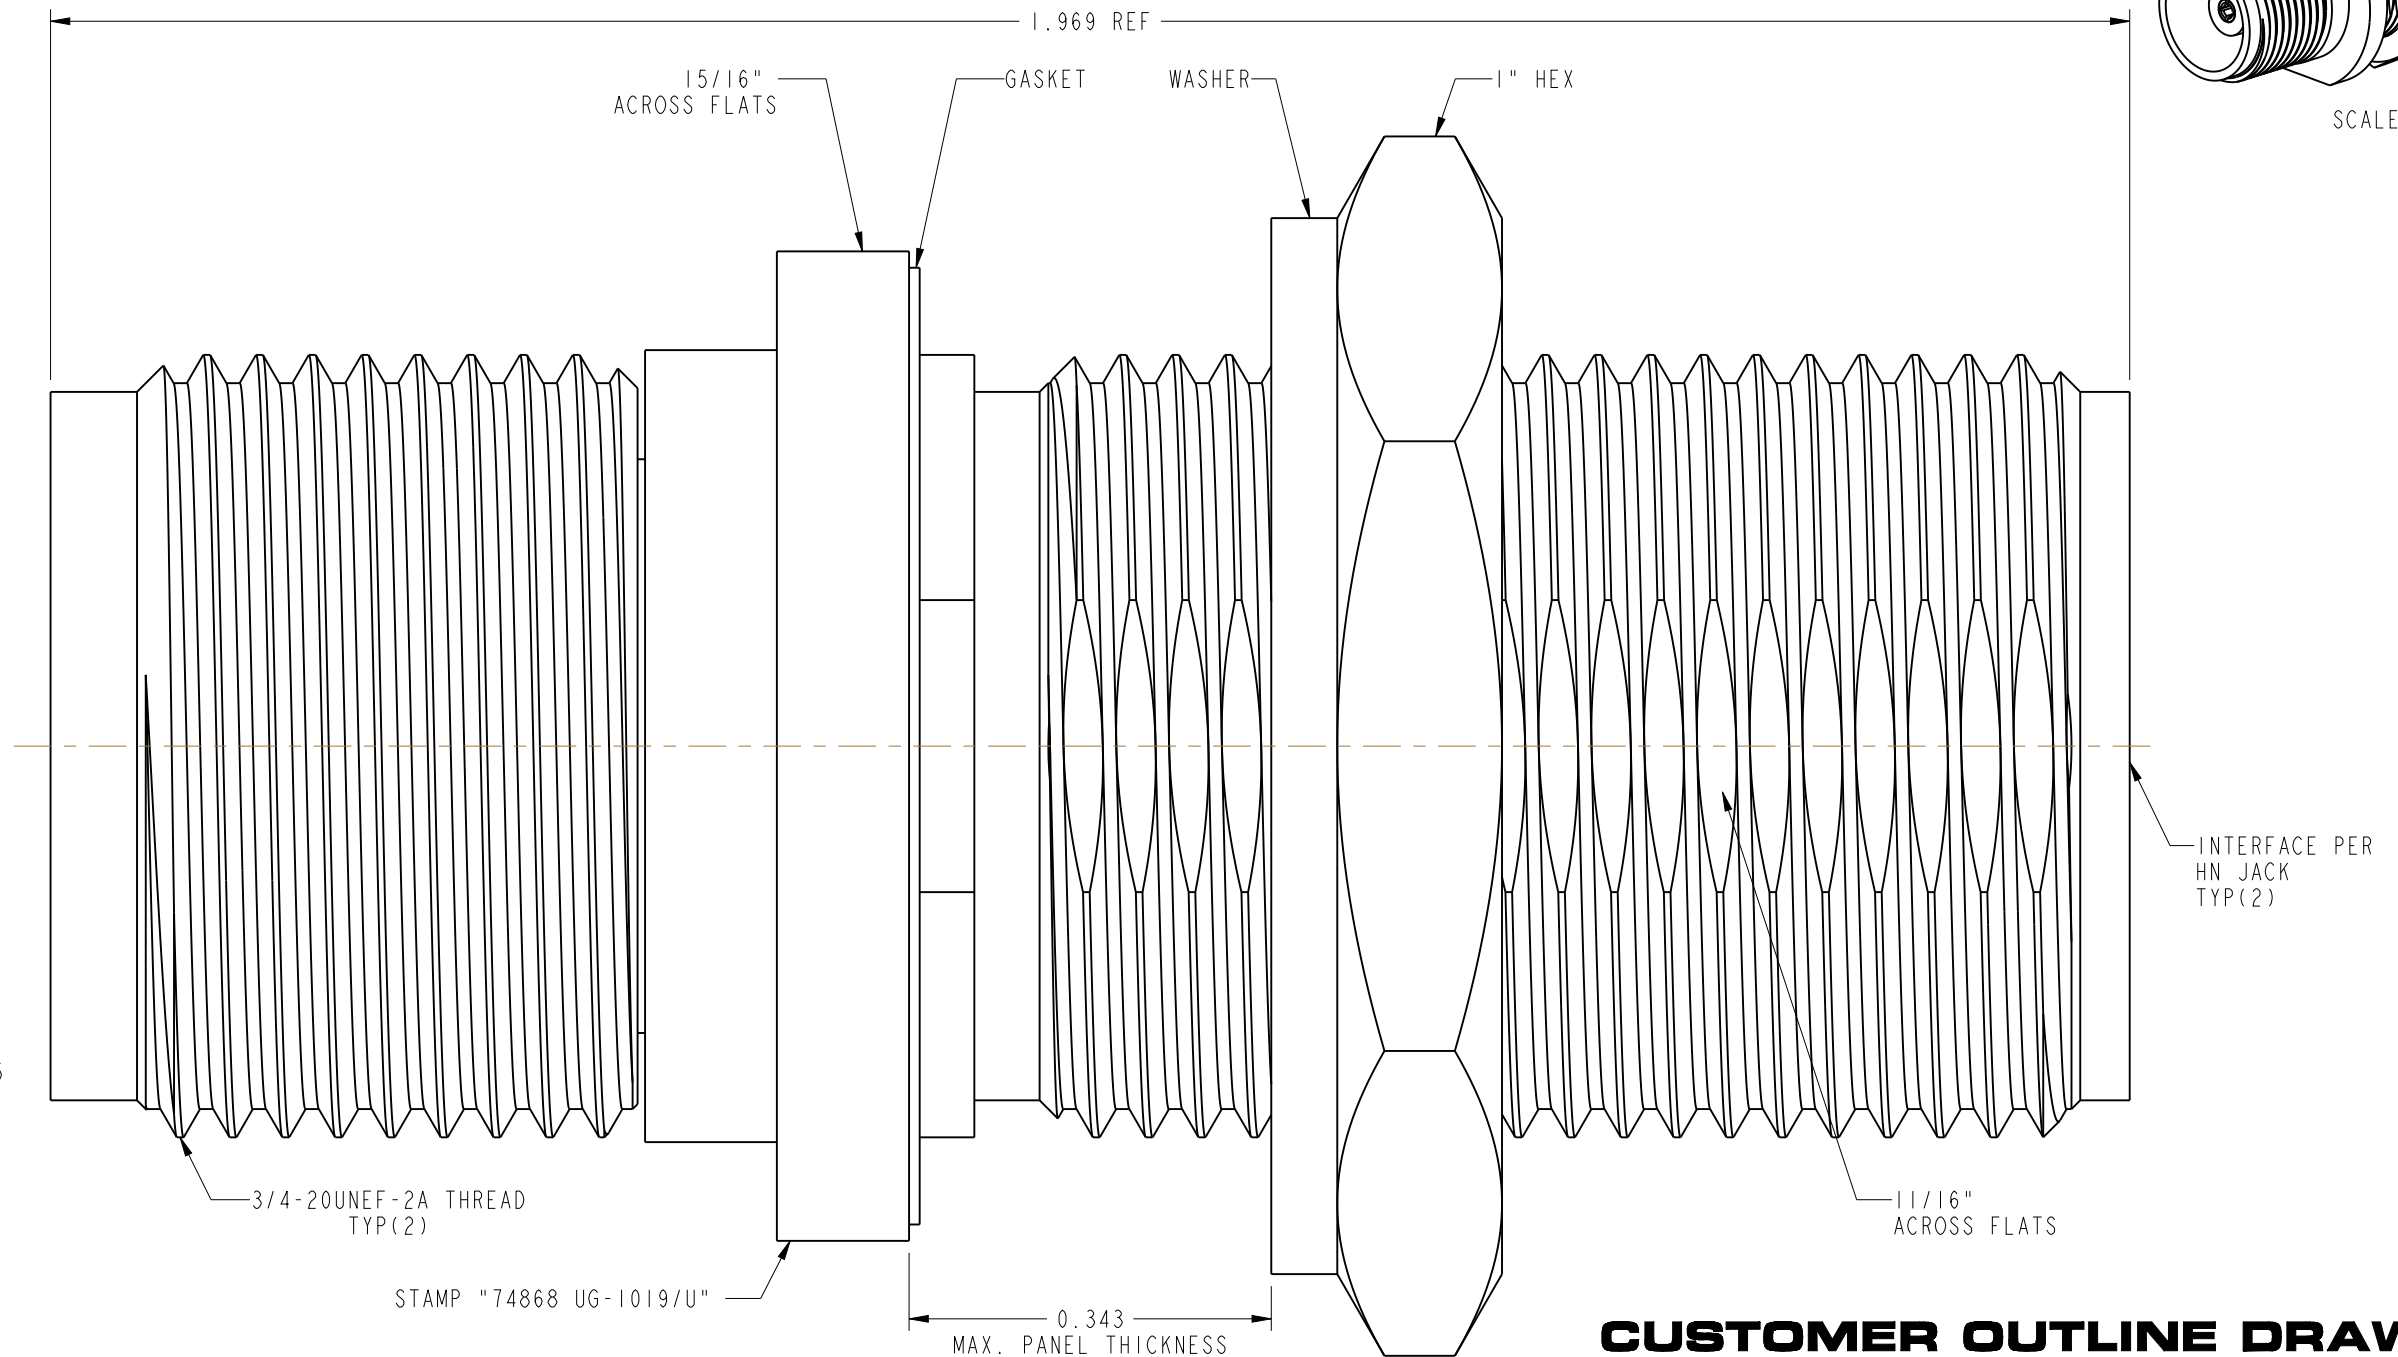 1.969 REF
15/16"
ACROSS FLATS
GASKET
WASHER
1" HEX
SCALE
INTERFACE PER
HN JACK
TYP(2)
3/4-20UNEF-2A THREAD
TYP(2)
11/16"
ACROSS FLATS
STAMP "74868 UG-1019/U"
0.343
MAX. PANEL THICKNESS
CUSTOMER OUTLINE